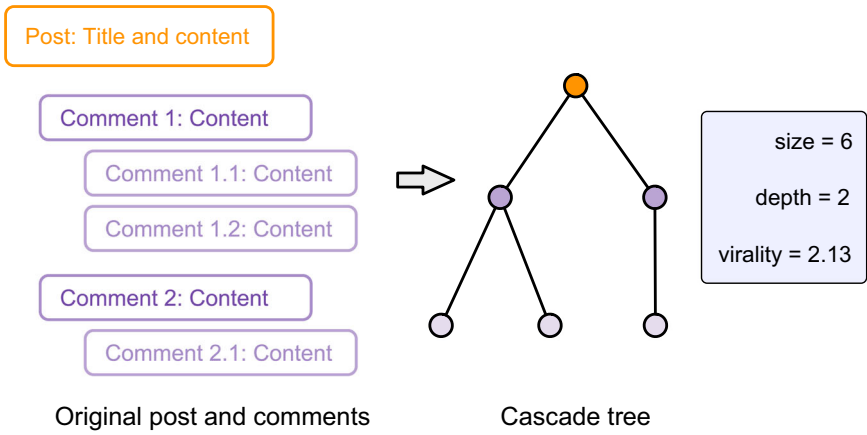 Post: Title and content
Comment 1: Content
Comment 1.1: Content
Comment 1.2: Content
Comment 2: Content
Comment 2.1: Content
Original post and comments
size = 6
depth = 2
virality = 2.13
Cascade tree